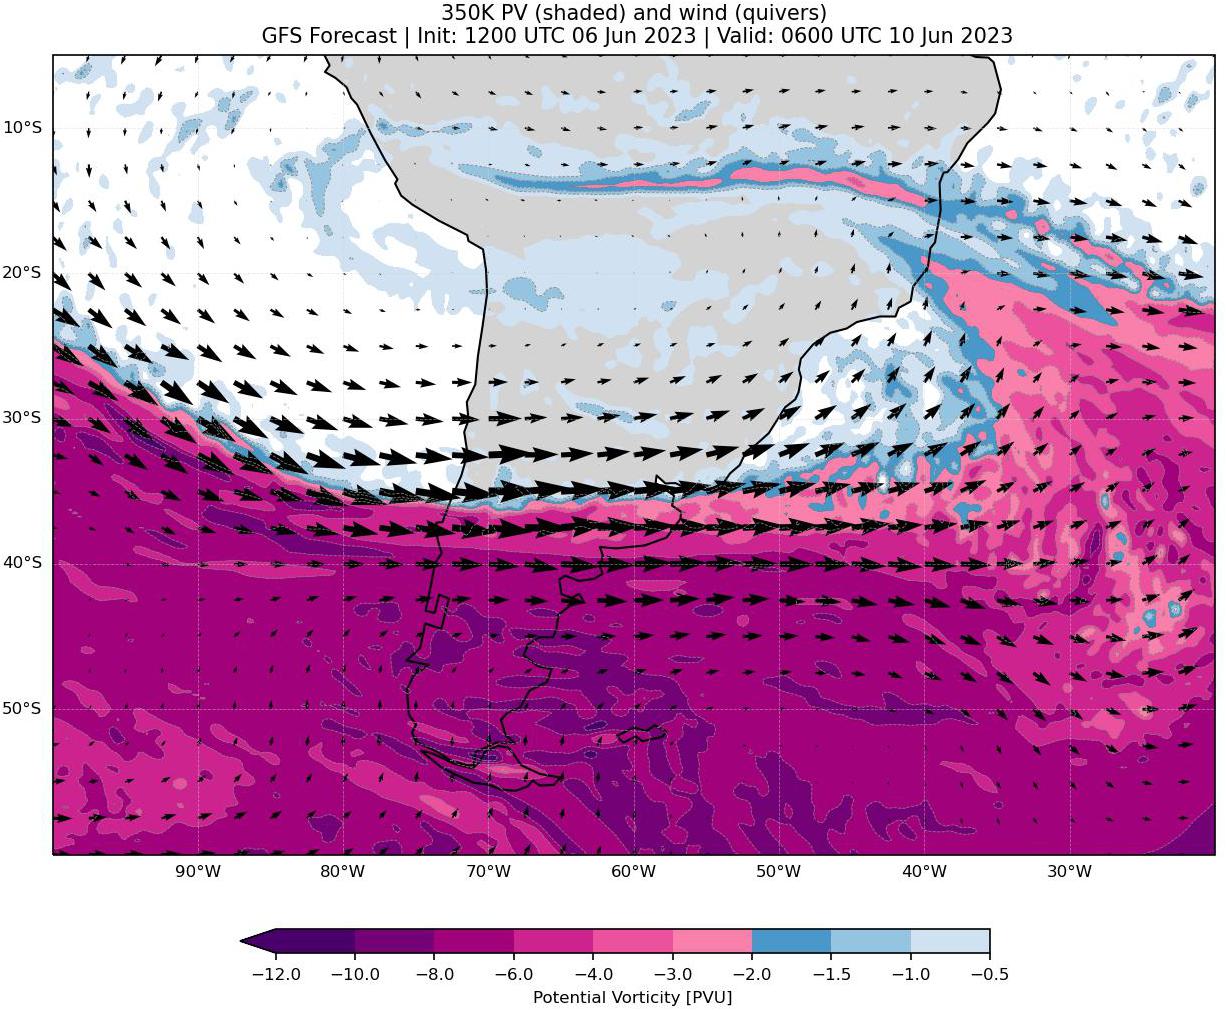 350K PV (shaded) and wind (quivers)
GFS Forecast | Init: 1200 UTC 06 Jun 2023 | Valid: 0600 UTC 10 Jun 2023
10°S
20°S
30°S
40°S
50°S
90°W 80°W 70°W 60°W 50°W 40°W 30°W
−12.0 −10.0 −8.0 −6.0 −4.0 −3.0 −2.0 −1.5 −1.0 −0.5
Potential Vorticity [PVU]